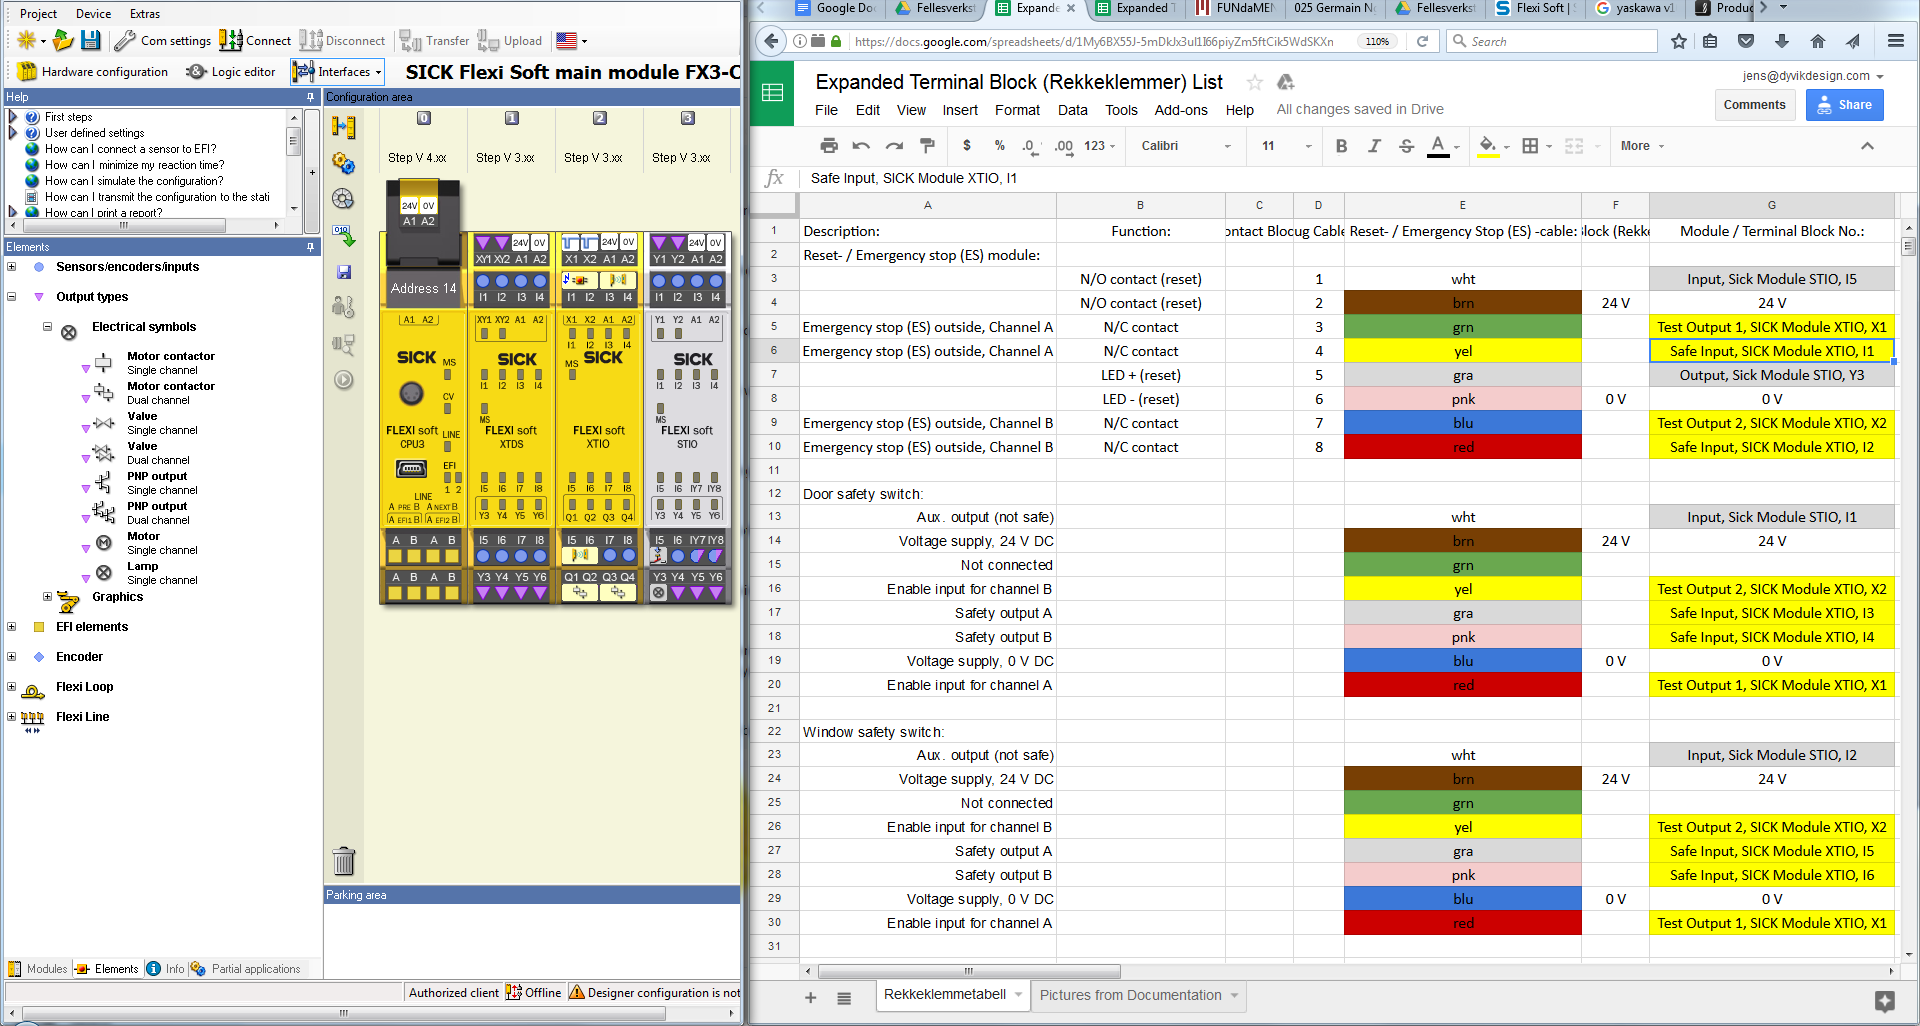 Project Device Extras
Com settings Connect Disconnect Transfer Upload
Hardware configuration Logic editor Interfaces SICK Flexi Soft main module FX3-C
Help
First steps
User defined settings
How can I connect a sensor to EFI?
How can I minimize my reaction time?
How can I simulate the configuration?
How can I transmit the configuration to the stati
How can I print a report?
Elements
Sensors/encoders/inputs
Output types
Electrical symbols
Motor contactor
Single channel
Motor contactor
Dual channel
Valve
Single channel
Valve
Dual channel
PNP output
Single channel
PNP output
Dual channel
Motor
Single channel
Lamp
Single channel
Graphics
EFI elements
Encoder
Flexi Loop
Flexi Line
Modules Elements Info Partial applications
Configuration area
0 1 2 3
Step V 4.xx Step V 3.xx Step V 3.xx Step V 3.xx
24V 0V
A1 A2
24V 0V 24V 0V 24V 0V
XY1 XY2 A1 A2 X1 X2 A1 A2 Y1 Y2 A1 A2
Address 14 I1 I2 I3 I4 I1 I2 I3 I4 I1 I2 I3 I4
A1 A2 XY1 XY2 A1 A2 X1 X2 A1 A2 Y1 Y2 A1 A2
I1 I2 I3 I4
SICK MS SICK MS SICK SICK
I1 I2 I3 I4 I1 I2 I3 I4
CV MS MS
FLEXI soft FLEXI soft FLEXI soft FLEXI soft
CPU3 LINE XTDS XTIO STIO
EFI
1 2
I5 I6 I7 I8 I5 I6 I7 I8 I5 I6 IY7 IY8
LINE
A PRE B A NEXT B
A EFI1 B A EFI2 B
Y3 Y4 Y5 Y6 Q1 Q2 Q3 Q4 Y3 Y4 Y5 Y6
A B A B I5 I6 I7 I8 I5 I6 I7 I8 I5 I6 IY7 IY8
A B A B Y3 Y4 Y5 Y6 Q1 Q2 Q3 Q4 Y3 Y4 Y5 Y6
Parking area
Authorized client Offline Designer configuration is not
Google Do Fellesverkst Expande Expanded T FUNdaMEN 025 Germain N Fellesverkst Flexi Soft | S yaskawa v1 Produc
110% Search
Expanded Terminal Block (Rekkeklemmer) List
jens@dyvikdesign.com
File Edit View Insert Format Data Tools Add-ons Help All changes saved in Drive
Comments Share
$ % .0 .00 123 Calibri 11 B I S A More
fx Safe Input, SICK Module XTIO, I1
A B C D E F G
1 Description: Function: ontact Blocug Cable Reset- / Emergency Stop (ES) -cable: lock (Rekk Module / Terminal Block No.:
2 Reset- / Emergency stop (ES) module:
3 N/O contact (reset) 1 wht Input, Sick Module STIO, I5
4 N/O contact (reset) 2 brn 24 V 24 V
5 Emergency stop (ES) outside, Channel A N/C contact 3 grn Test Output 1, SICK Module XTIO, X1
6 Emergency stop (ES) outside, Channel A N/C contact 4 yel Safe Input, SICK Module XTIO, I1
7 LED + (reset) 5 gra Output, Sick Module STIO, Y3
8 LED - (reset) 6 pnk 0 V 0 V
9 Emergency stop (ES) outside, Channel B N/C contact 7 blu Test Output 2, SICK Module XTIO, X2
10 Emergency stop (ES) outside, Channel B N/C contact 8 red Safe Input, SICK Module XTIO, I2
11
12 Door safety switch:
13 Aux. output (not safe) wht Input, Sick Module STIO, I1
14 Voltage supply, 24 V DC brn 24 V 24 V
15 Not connected grn
16 Enable input for channel B yel Test Output 2, SICK Module XTIO, X2
17 Safety output A gra Safe Input, SICK Module XTIO, I3
18 Safety output B pnk Safe Input, SICK Module XTIO, I4
19 Voltage supply, 0 V DC blu 0 V 0 V
20 Enable input for channel A red Test Output 1, SICK Module XTIO, X1
21
22 Window safety switch:
23 Aux. output (not safe) wht Input, Sick Module STIO, I2
24 Voltage supply, 24 V DC brn 24 V 24 V
25 Not connected grn
26 Enable input for channel B yel Test Output 2, SICK Module XTIO, X2
27 Safety output A gra Safe Input, SICK Module XTIO, I5
28 Safety output B pnk Safe Input, SICK Module XTIO, I6
29 Voltage supply, 0 V DC blu 0 V 0 V
30 Enable input for channel A red Test Output 1, SICK Module XTIO, X1
31
Rekkeklemmetabell Pictures from Documentation